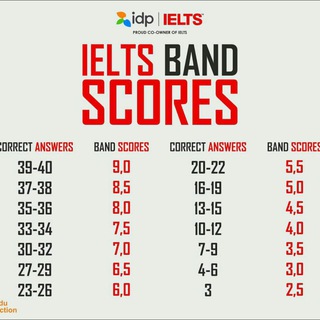 idp IELTS
PROUD CO-OWNER OF IELTS
IELTS BAND
SCORES
CORRECT ANSWERS BAND SCORES CORRECT ANSWERS BAND SCORES
39-40 9,0 20-22 5,5
37-38 8,5 16-19 5,0
35-36 8,0 13-15 4,5
33-34 7,5 10-12 4,0
30-32 7,0 7-9 3,5
27-29 6,5 4-6 3,0
23-26 6,0 3 2,5
du
ction